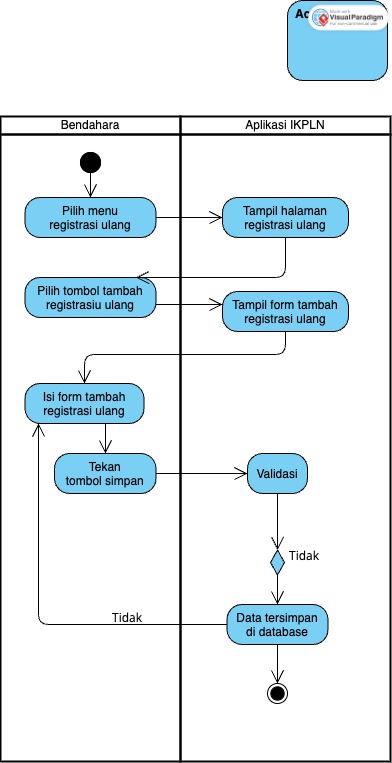 Made with
Visual Paradigm
For non-commercial use
Bendahara
Aplikasi IKPLN
Pilih menu
registrasi ulang
Tampil halaman
registrasi ulang
Pilih tombol tambah
registrasiu ulang
Tampil form tambah
registrasi ulang
Isi form tambah
registrasi ulang
Tekan
tombol simpan
Validasi
Tidak
Data tersimpan
di database
Tidak